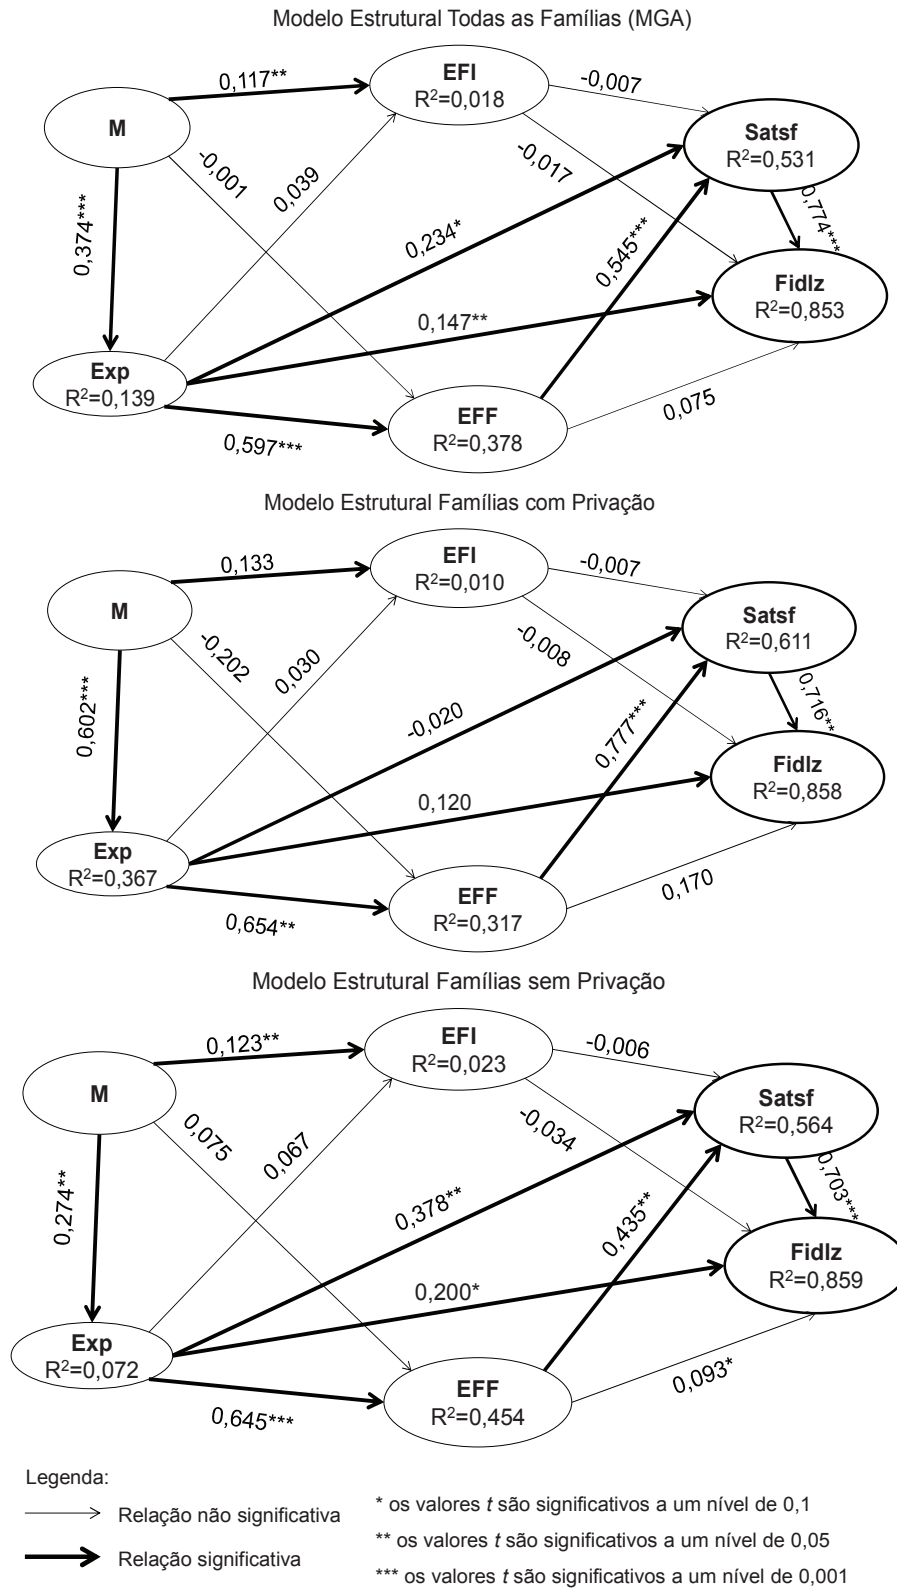 Modelo Estrutural Todas as Famílias (MGA)
0,117**
EFI
R²=0,018
-0,007
M
Satsf
R²=0,531
-0,001
0,039
-0,017
0,374***
0,234*
0,545***
0,774***
Fidlz
R²=0,853
0,147**
Exp
R²=0,139
0,597***
EFF
R²=0,378
0,075
Modelo Estrutural Famílias com Privação
0,133
EFI
R²=0,010
-0,007
M
Satsf
R²=0,611
-0,202
0,030
-0,008
0,602***
-0,020
0,777***
0,716**
Fidlz
R²=0,858
0,120
Exp
R²=0,367
0,654**
EFF
R²=0,317
0,170
Modelo Estrutural Famílias sem Privação
0,123**
EFI
R²=0,023
-0,006
M
Satsf
R²=0,564
0,075
0,067
-0,034
0,274**
0,378**
0,435**
0,703***
Fidlz
R²=0,859
0,200*
Exp
R²=0,072
0,645***
EFF
R²=0,454
0,093*
Legenda:
Relação não significativa
Relação significativa
* os valores t são significativos a um nível de 0,1
** os valores t são significativos a um nível de 0,05
*** os valores t são significativos a um nível de 0,001